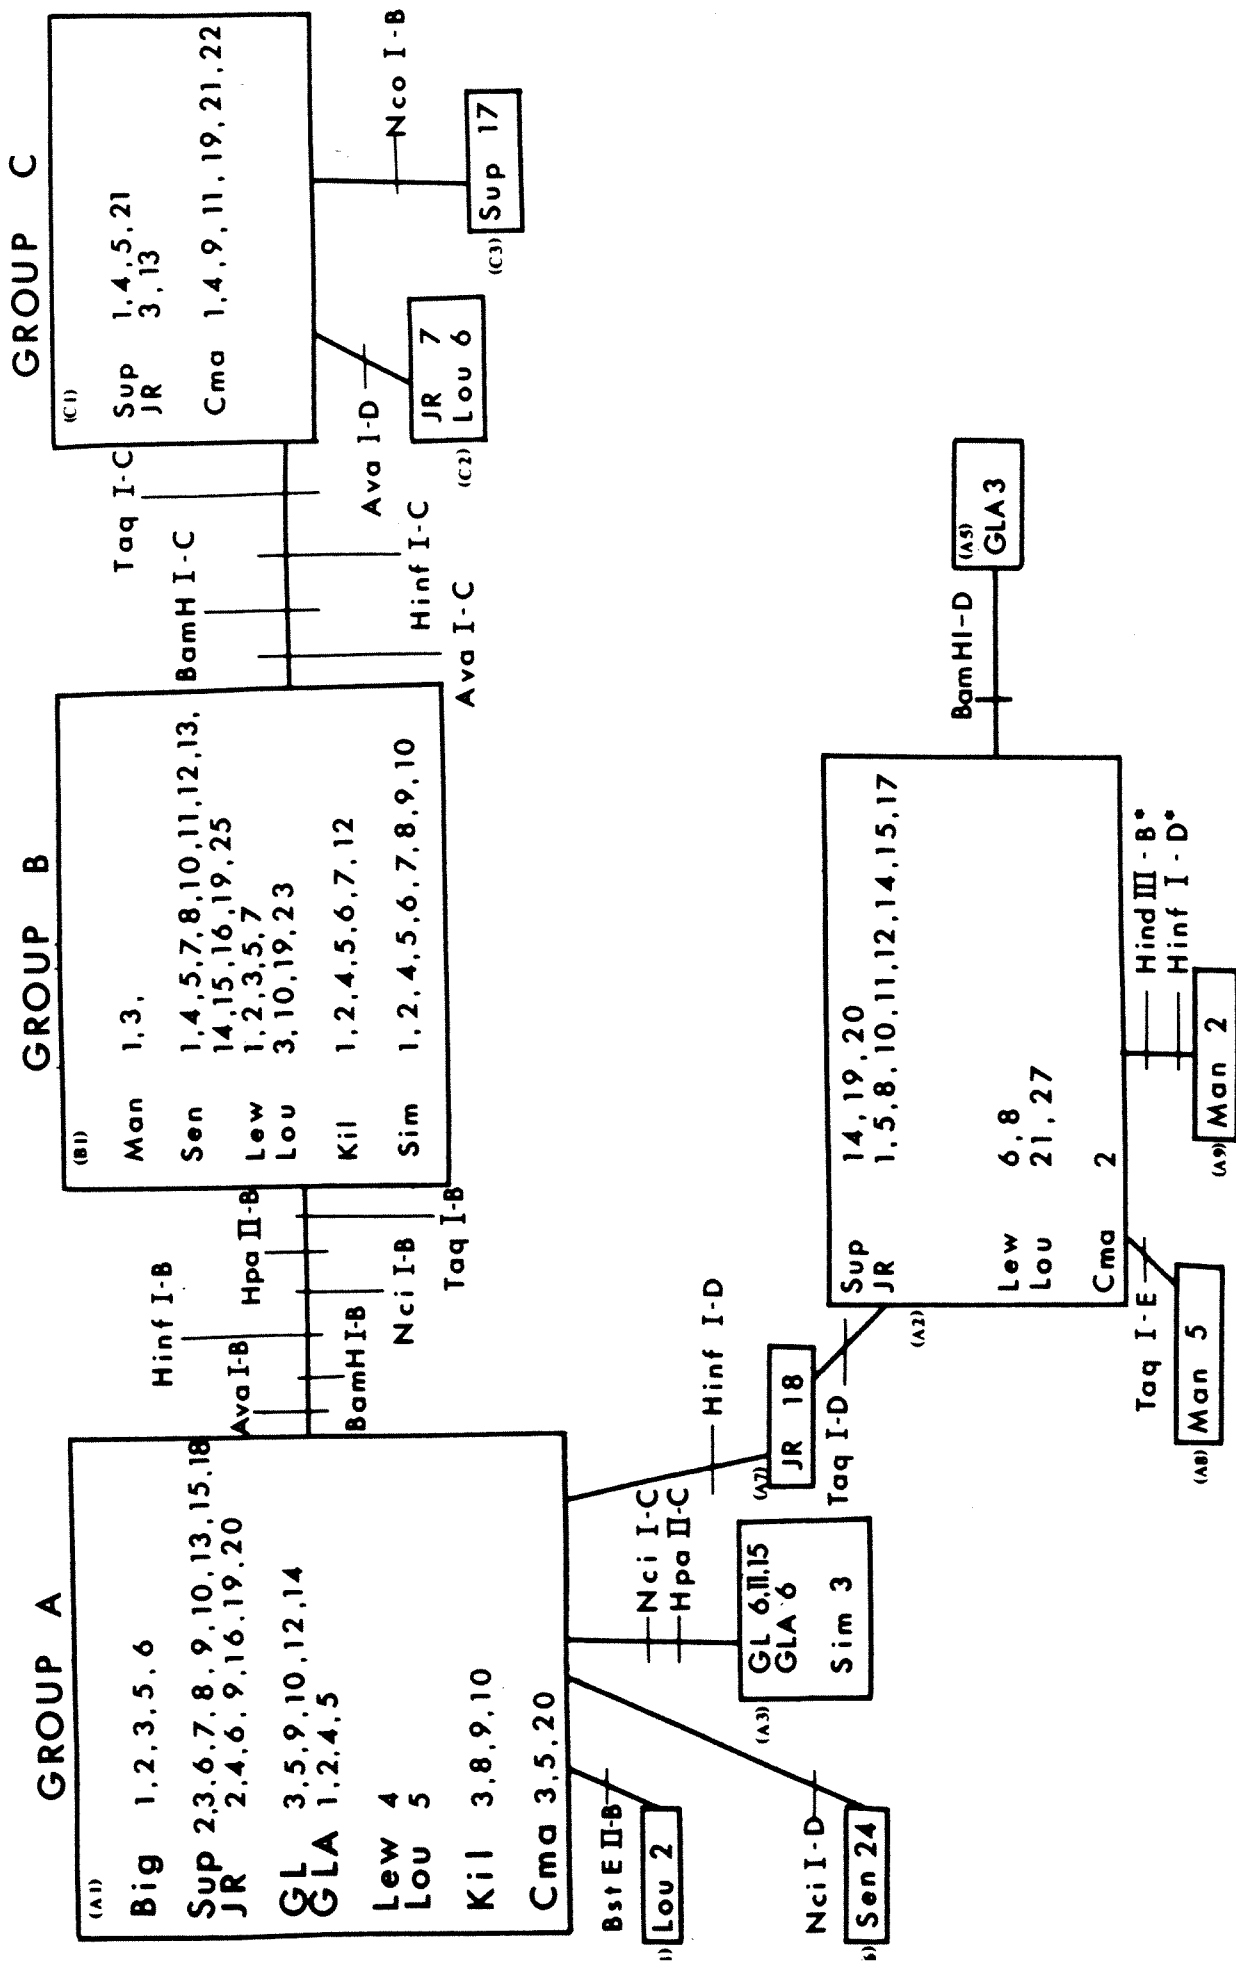 GROUP A
(A1)
Big 1,2,3,5,6
Sup 2,3,6,7,8,9,10,13,15,18
JR 2,4,6,9,16,19,20
GL 3,5,9,10,12,14
GLA 1,2,4,5
Lew 4
Lou 5
Kil 3,8,9,10
Cma 3,5,20
Ava I-B
BamH I-B
Hinf I-B
Nci I-B
Hpa II-B
Taq I-B
GROUP B
(B1)
Man 1,3,
Sen 1,4,5,7,8,10,11,12,13,
14,15,16,19,25
Lew 1,2,3,5,7
Lou 3,10,19,23
Kil 1,2,4,5,6,7,12
Sim 1,2,4,5,6,7,8,9,10
Ava I-C
BamH I-C
Hinf I-C
Taq I-C
GROUP C
(C1)
Sup 1,4,5,21
JR 3,13
Cma 1,4,9,11,19,21,22
Ava I-D
(C2)
JR 7
Lou 6
Nco I-B
(C3)
Sup 17
BstE II-B
)
Lou 2
Nci I-D
6)
Sen 24
Nci I-C
Hpa II-C
(A3)
GL 6,11,15
GLA 6
Sim 3
Hinf I-D
(A7)
JR 18
Taq I-D
(A2)
Sup 14,19,20
JR 1,5,8,10,11,12,14,15,17
Lew 6,8
Lou 21,27
Cma 2
BamHI-D
(A5)
GLA 3
Taq I-E
(A8)
Man 5
Hind III-B*
Hinf I-D*
(A9)
Man 2